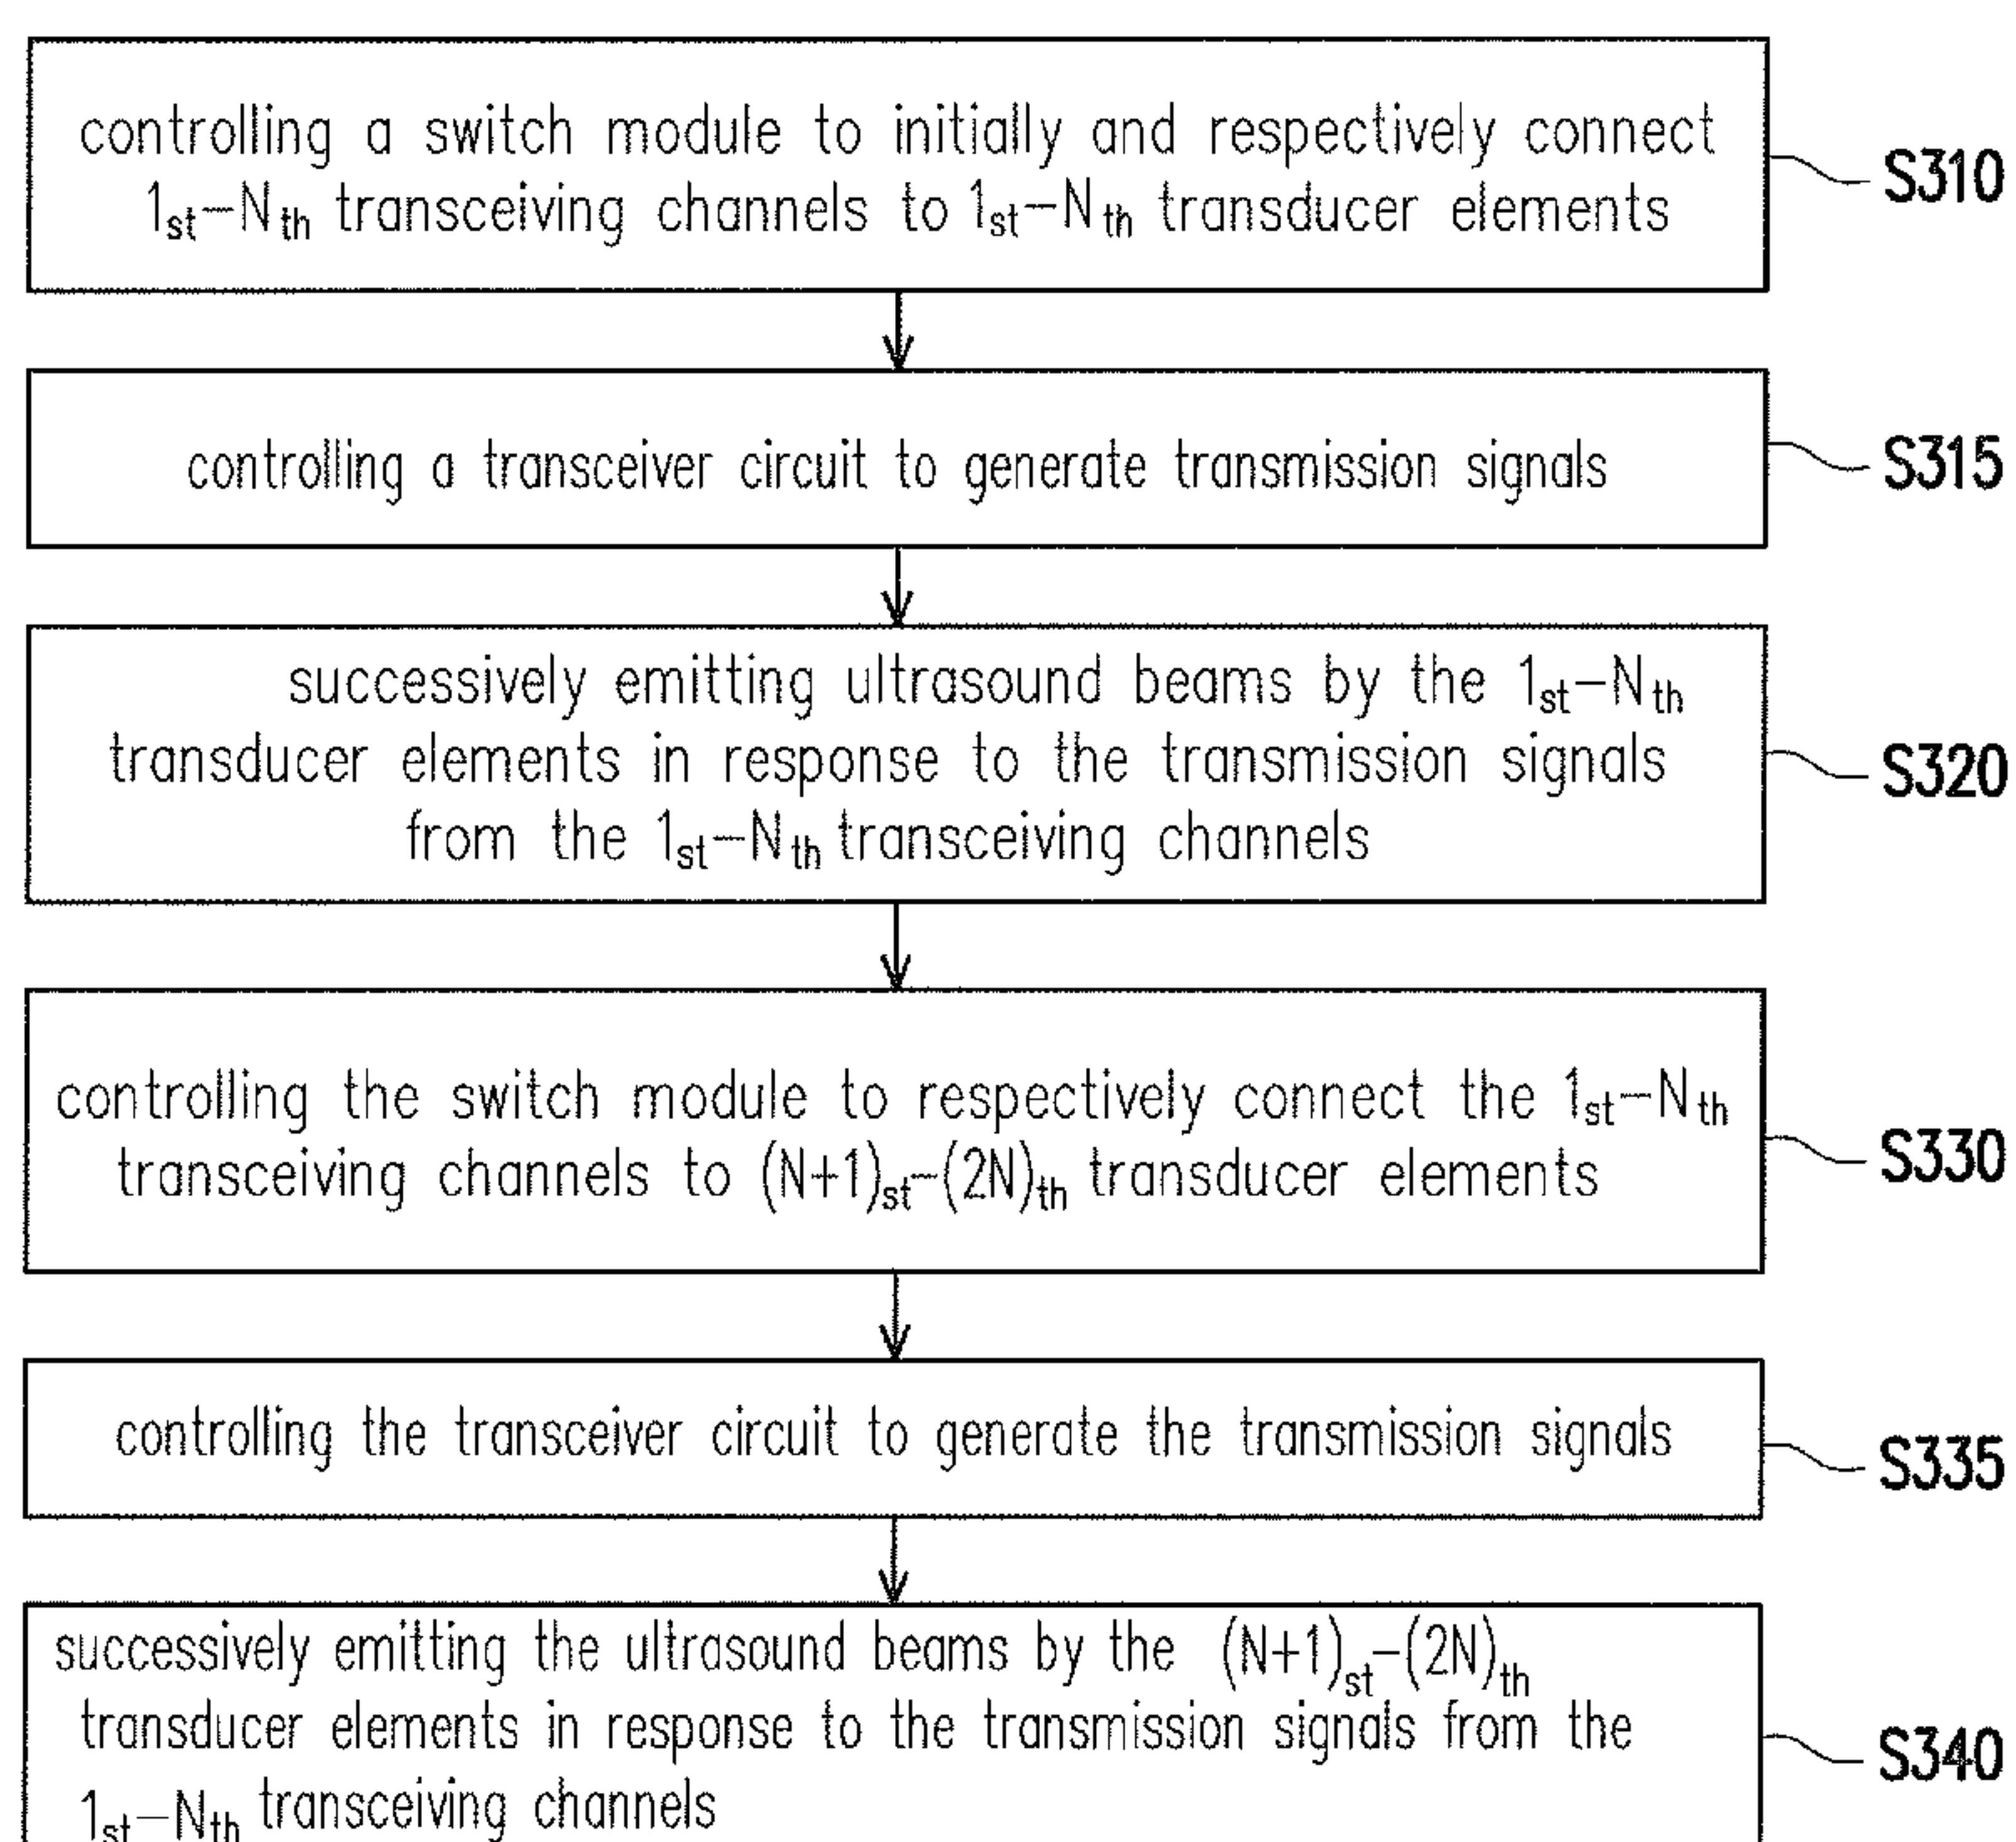 controlling a switch module to initially and respectively connect
1st-Nth transceiving channels to 1st-Nth transducer elements
S310
controlling a transceiver circuit to generate transmission signals
S315
successively emitting ultrasound beams by the 1st-Nth
transducer elements in response to the transmission signals
from the 1st-Nth transceiving channels
S320
controlling the switch module to respectively connect the 1st-Nth
transceiving channels to (N+1)st-(2N)th transducer elements
S330
controlling the transceiver circuit to generate the transmission signals
S335
successively emitting the ultrasound beams by the (N+1)st-(2N)th
transducer elements in response to the transmission signals from the
1st-Nth transceiving channels
S340